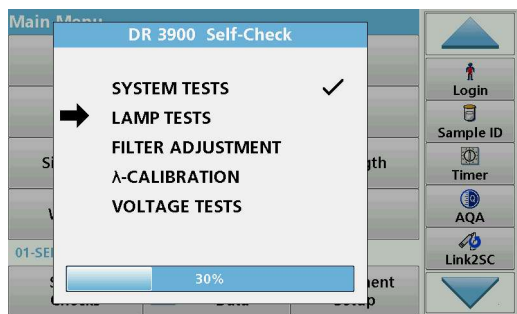 Main Menu
DR 3900 Self-Check
SYSTEM TESTS
LAMP TESTS
FILTER ADJUSTMENT
λ-CALIBRATION
VOLTAGE TESTS
30%
Login
Sample ID
Timer
AQA
Link2SC